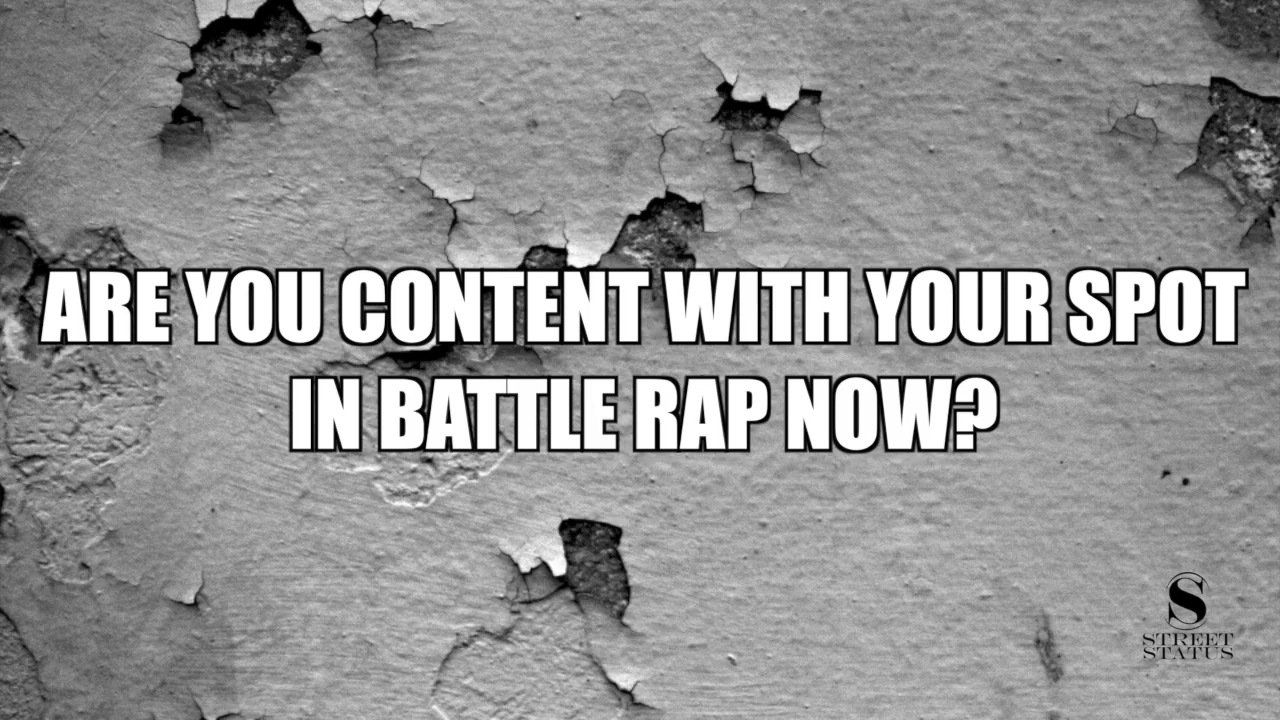 ARE YOU CONTENT WITH YOUR SPOT
IN BATTLE RAP NOW?
S
STREET
STATUS